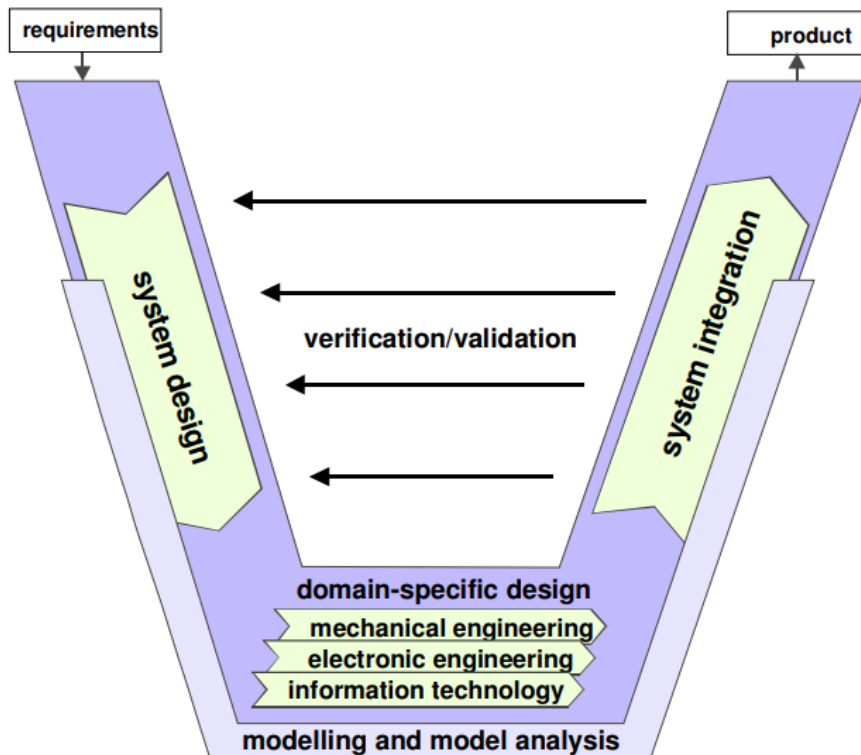 requirements
product
system design
verification/validation
system integration
domain-specific design
mechanical engineering
electronic engineering
information technology
modelling and model analysis